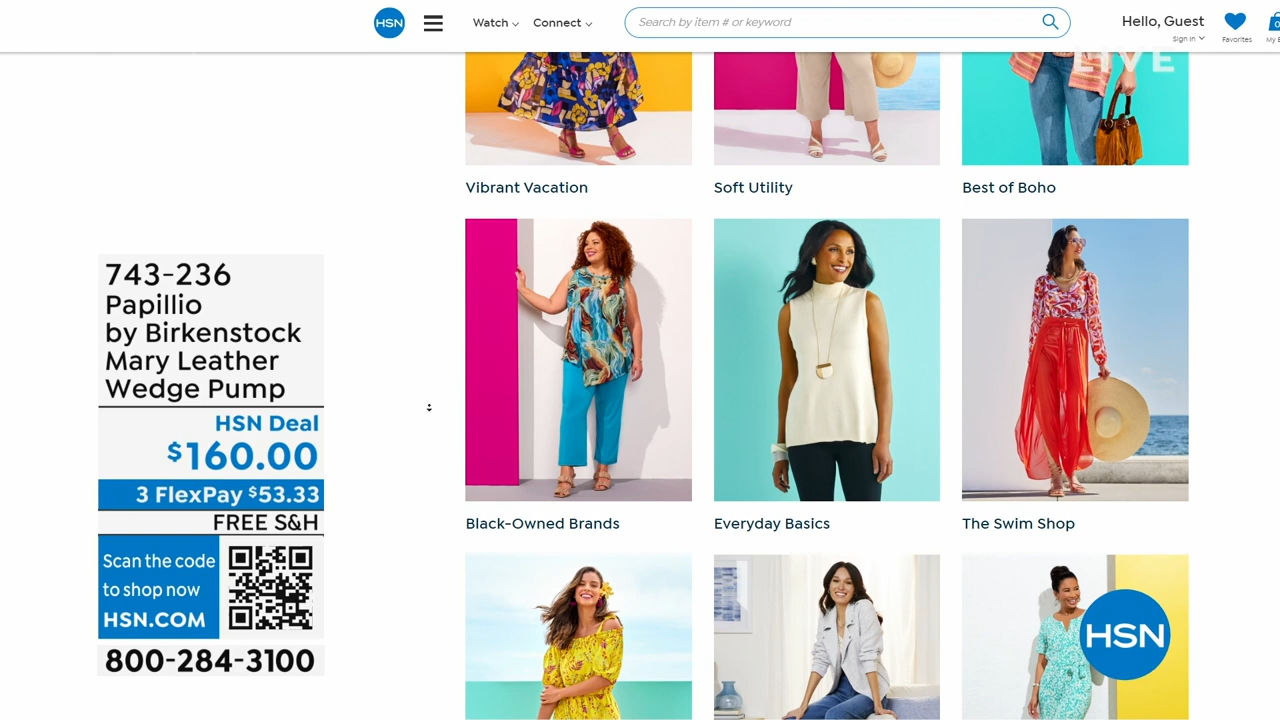 HSN
Watch
Connect
Search by item # or keyword
Hello, Guest
Sign In
Favorites
0
LIVE
Vibrant Vacation
Soft Utility
Best of Boho
743-236
Papillio
by Birkenstock
Mary Leather
Wedge Pump
HSN Deal
$160.00
3 FlexPay $53.33
FREE S&H
Scan the code
to shop now
HSN.COM
800-284-3100
Black-Owned Brands
Everyday Basics
The Swim Shop
HSN